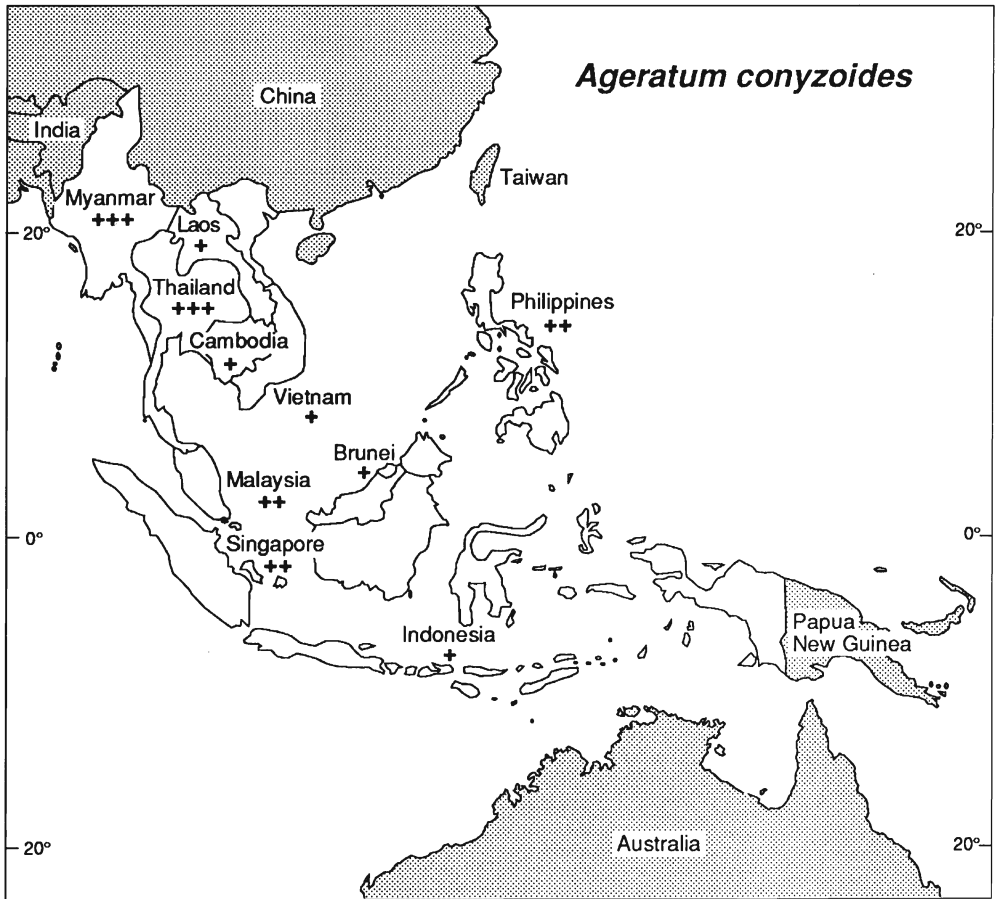 Ageratum conyzoides
China
India
Taiwan
Myanmar
+++
Laos
+
20°
20°
Thailand
+++
Philippines
++
Cambodia
+
Vietnam
+
Brunei
+
Malaysia
++
0°
0°
Singapore
++
Indonesia
+
Papua
New Guinea
Australia
20°
20°